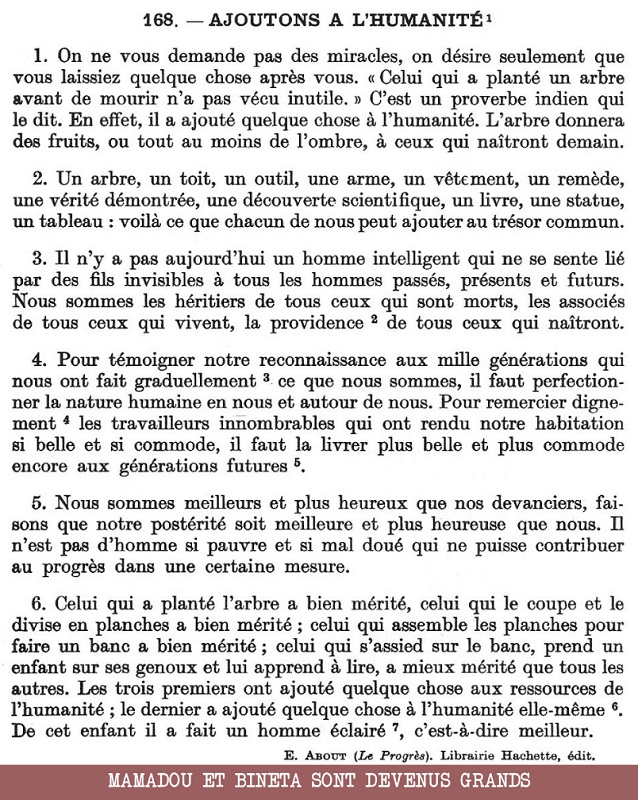 168. — AJOUTONS A L'HUMANITÉ¹
1. On ne vous demande pas des miracles, on désire seulement que
vous laissiez quelque chose après vous. « Celui qui a planté un arbre
avant de mourir n'a pas vécu inutile. » C'est un proverbe indien qui
le dit. En effet, il a ajouté quelque chose à l'humanité. L'arbre donnera
des fruits, ou tout au moins de l'ombre, à ceux qui naîtront demain.
2. Un arbre, un toit, un outil, une arme, un vêtement, un remède,
une vérité démontrée, une découverte scientifique, un livre, une statue,
un tableau : voilà ce que chacun de nous peut ajouter au trésor commun.
3. Il n'y a pas aujourd'hui un homme intelligent qui ne se sente lié
par des fils invisibles à tous les hommes passés, présents et futurs.
Nous sommes les héritiers de tous ceux qui sont morts, les associés
de tous ceux qui vivent, la providence ² de tous ceux qui naîtront.
4. Pour témoigner notre reconnaissance aux mille générations qui
nous ont fait graduellement ³ ce que nous sommes, il faut perfection-
ner la nature humaine en nous et autour de nous. Pour remercier digne-
ment ⁴ les travailleurs innombrables qui ont rendu notre habitation
si belle et si commode, il faut la livrer plus belle et plus commode
encore aux générations futures ⁵.
5. Nous sommes meilleurs et plus heureux que nos devanciers, fai-
sons que notre postérité soit meilleure et plus heureuse que nous. Il
n'est pas d'homme si pauvre et si mal doué qui ne puisse contribuer
au progrès dans une certaine mesure.
6. Celui qui a planté l'arbre a bien mérité, celui qui le coupe et le
divise en planches a bien mérité ; celui qui assemble les planches pour
faire un banc a bien mérité ; celui qui s'assied sur le banc, prend un
enfant sur ses genoux et lui apprend à lire, a mieux mérité que tous les
autres. Les trois premiers ont ajouté quelque chose aux ressources de
l'humanité ; le dernier a ajouté quelque chose à l'humanité elle-même ⁶.
De cet enfant il a fait un homme éclairé ⁷, c'est-à-dire meilleur.
E. ABOUT (Le Progrès). Librairie Hachette, édit.
MAMADOU ET BINETA SONT DEVENUS GRANDS